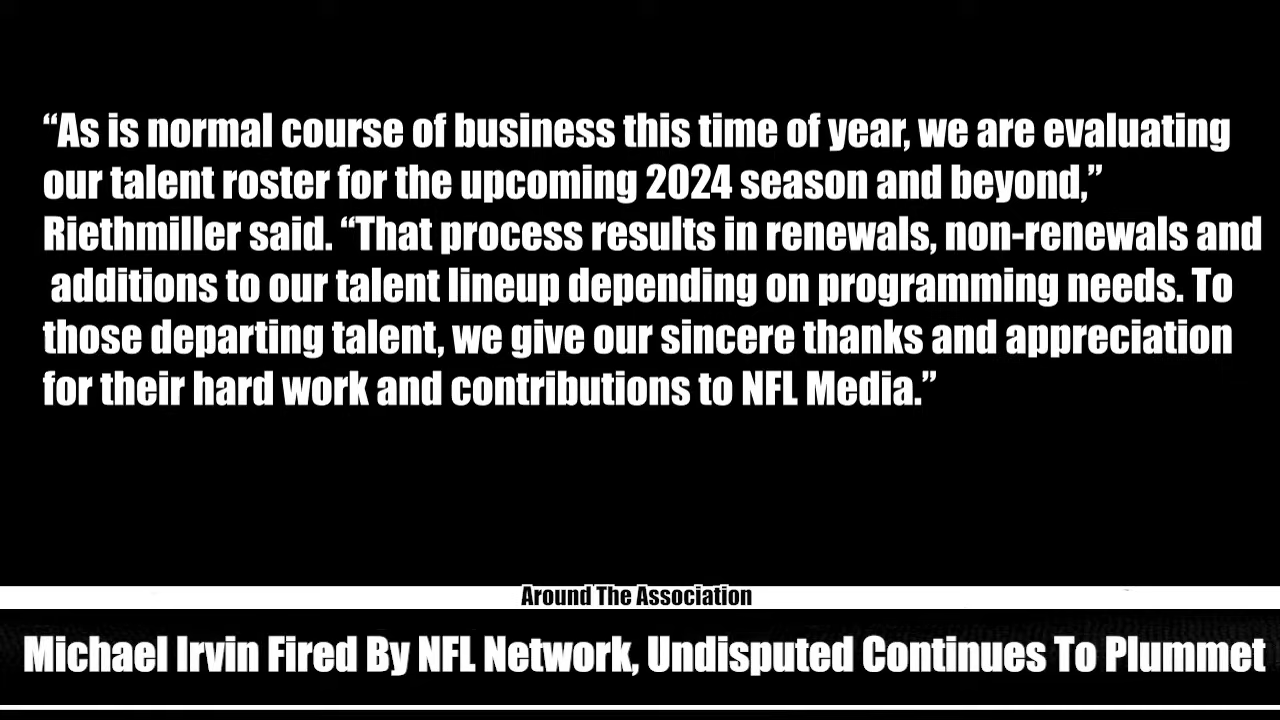 “As is normal course of business this time of year, we are evaluating
our talent roster for the upcoming 2024 season and beyond,”
Riethmiller said. “That process results in renewals, non-renewals and
additions to our talent lineup depending on programming needs. To
those departing talent, we give our sincere thanks and appreciation
for their hard work and contributions to NFL Media.”
Around The Association
Michael Irvin Fired By NFL Network, Undisputed Continues To Plummet